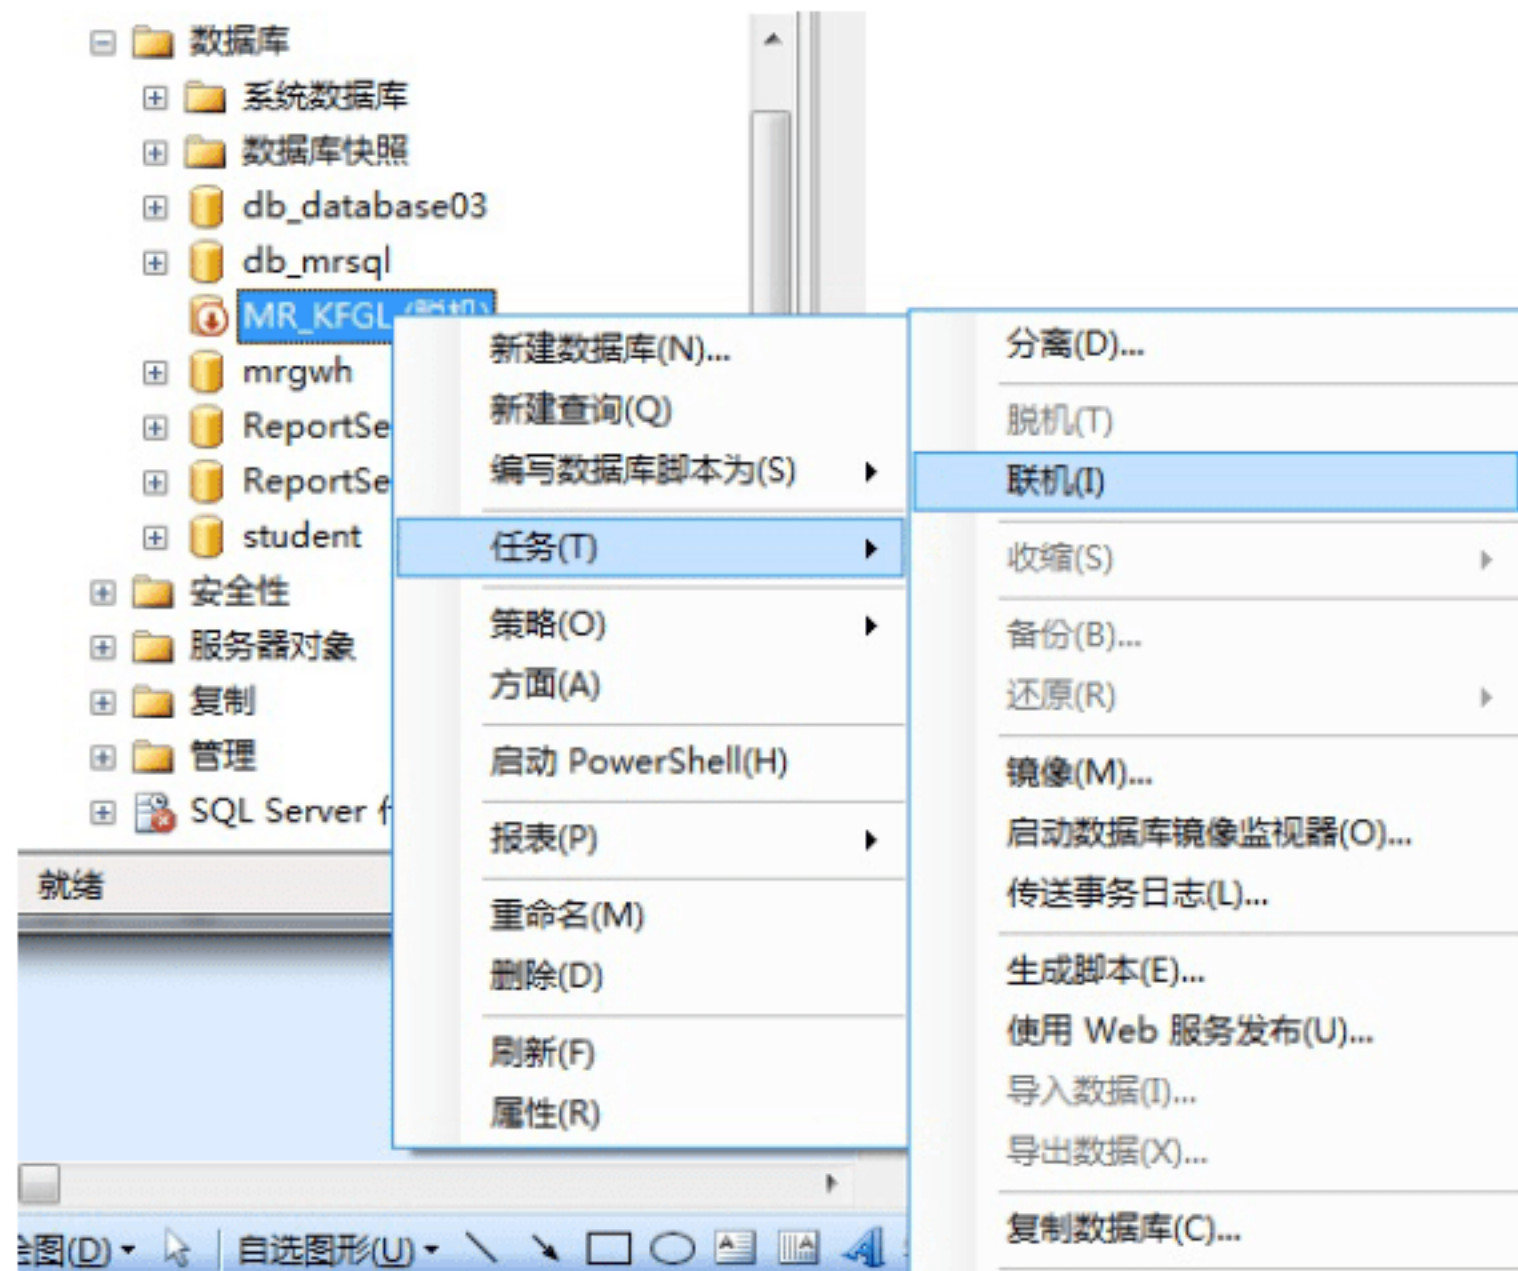 数据库
系统数据库
数据库快照
db_database03
db_mrsql
MR_KFGL (脱机)
mrgwh
ReportSe
ReportSe
student
安全性
服务器对象
复制
管理
SQL Server
就绪
新建数据库(N)...
新建查询(Q)
编写数据库脚本为(S)
任务(T)
策略(O)
方面(A)
启动 PowerShell(H)
报表(P)
重命名(M)
删除(D)
刷新(F)
属性(R)
分离(D)...
脱机(T)
联机(I)
收缩(S)
备份(B)...
还原(R)
镜像(M)...
启动数据库镜像监视器(O)...
传送事务日志(L)...
生成脚本(E)...
使用 Web 服务发布(U)...
导入数据(I)...
导出数据(X)...
复制数据库(C)...
图(D) 自选图形(U)